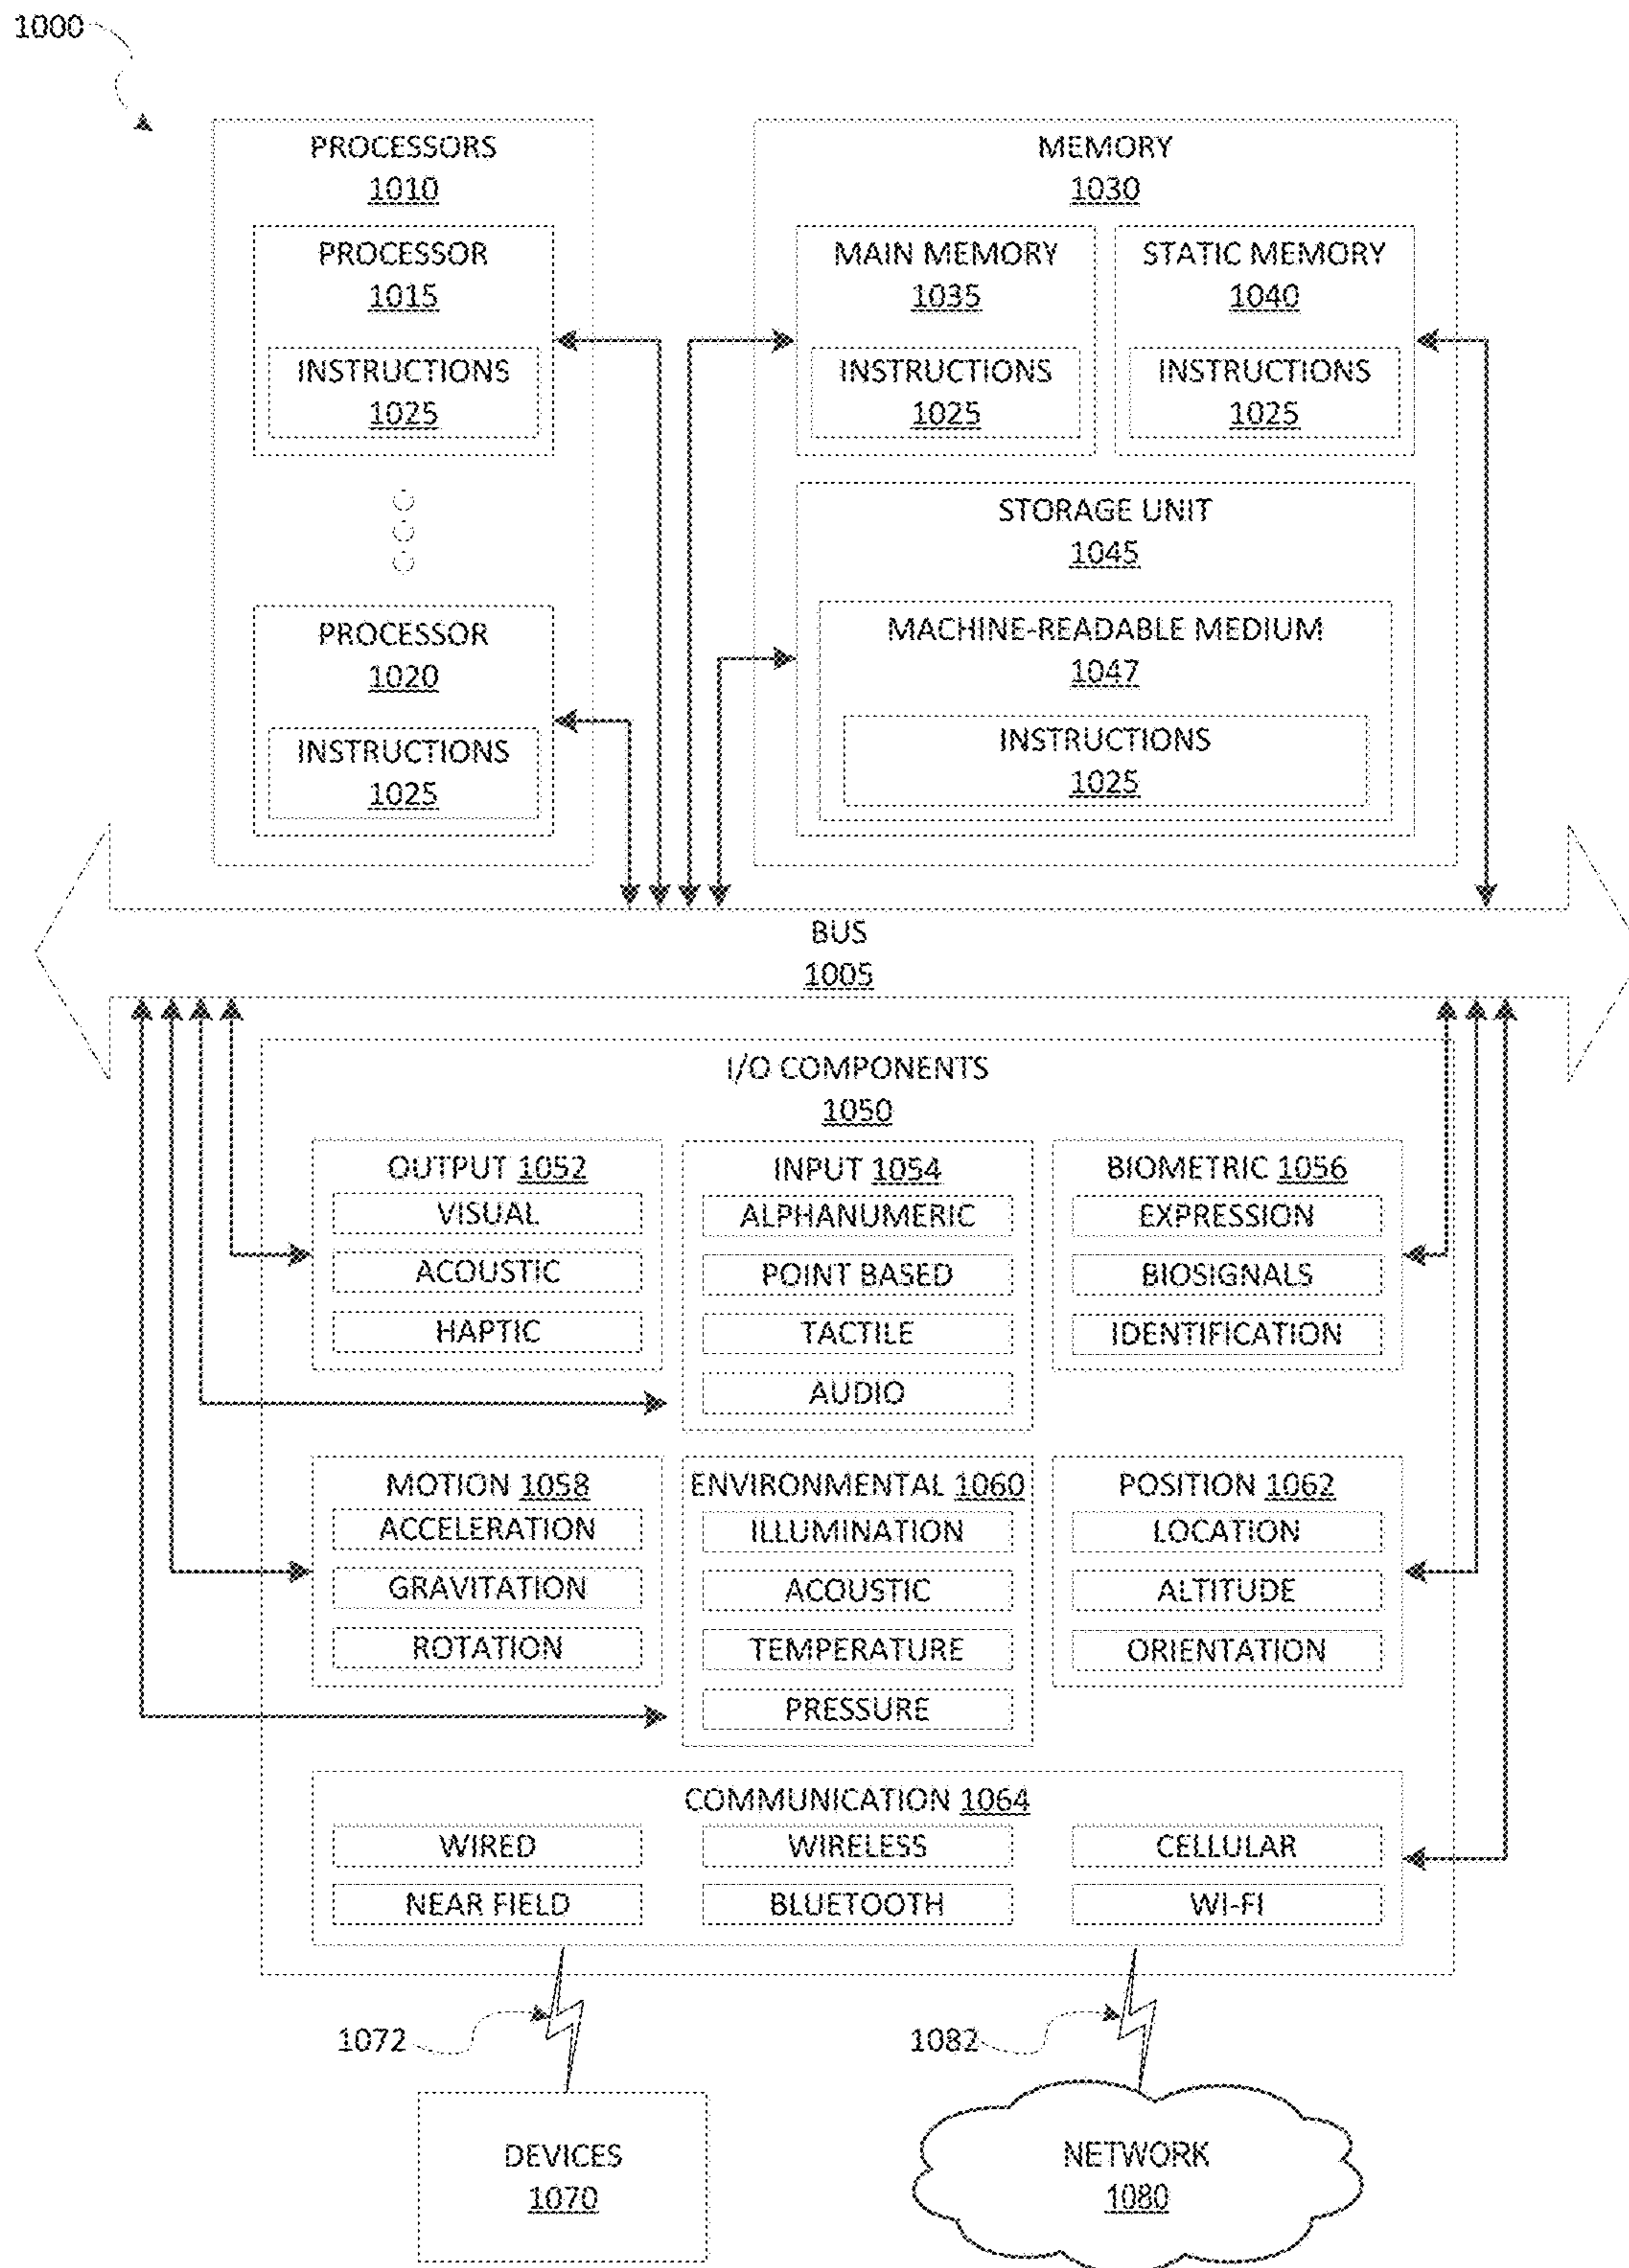 1000
PROCESSORS
1010
PROCESSOR
1015
INSTRUCTIONS
1025
PROCESSOR
1020
INSTRUCTIONS
1025
MEMORY
1030
MAIN MEMORY
1035
INSTRUCTIONS
1025
STATIC MEMORY
1040
INSTRUCTIONS
1025
STORAGE UNIT
1045
MACHINE-READABLE MEDIUM
1047
INSTRUCTIONS
1025
BUS
1005
I/O COMPONENTS
1050
OUTPUT 1052
VISUAL
ACOUSTIC
HAPTIC
INPUT 1054
ALPHANUMERIC
POINT BASED
TACTILE
AUDIO
BIOMETRIC 1056
EXPRESSION
BIOSIGNALS
IDENTIFICATION
MOTION 1058
ACCELERATION
GRAVITATION
ROTATION
ENVIRONMENTAL 1060
ILLUMINATION
ACOUSTIC
TEMPERATURE
PRESSURE
POSITION 1062
LOCATION
ALTITUDE
ORIENTATION
COMMUNICATION 1064
WIRED
WIRELESS
CELLULAR
NEAR FIELD
BLUETOOTH
WI-FI
1072
1082
DEVICES
1070
NETWORK
1080